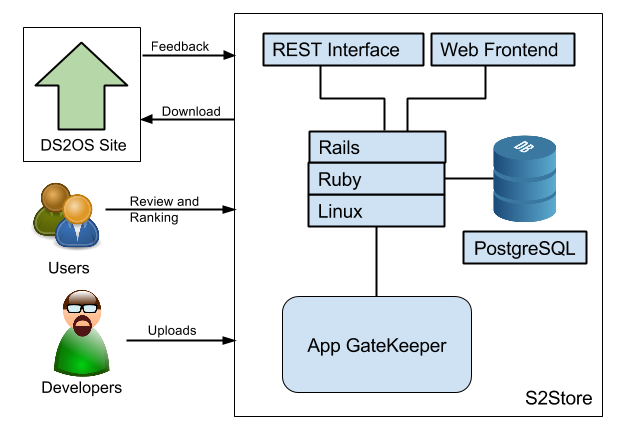 Feedback
REST Interface
Web Frontend
Download
DS2OS Site
Rails
DB
Ruby
Review and
Ranking
Linux
PostgreSQL
Users
Uploads
App GateKeeper
Developers
S2Store